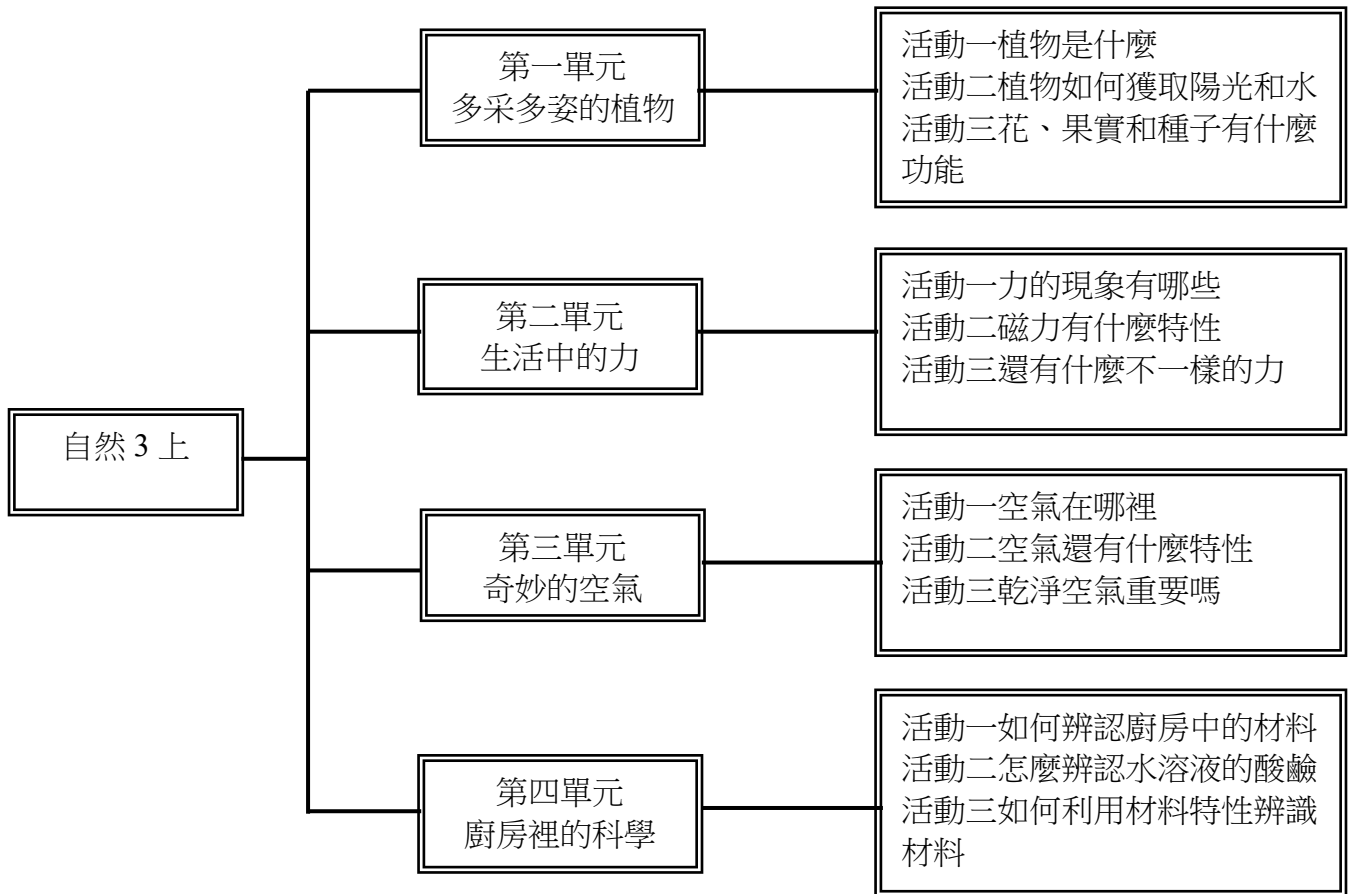 第一單元
多采多姿的植物
活動一植物是什麼
活動二植物如何獲取陽光和水
活動三花、果實和種子有什麼
功能
第二單元
生活中的力
活動一力的現象有哪些
活動二磁力有什麼特性
活動三還有什麼不一樣的力
自然 3 上
第三單元
奇妙的空氣
活動一空氣在哪裡
活動二空氣還有什麼特性
活動三乾淨空氣重要嗎
第四單元
廚房裡的科學
活動一如何辨認廚房中的材料
活動二怎麼辨認水溶液的酸鹼
活動三如何利用材料特性辨識
材料